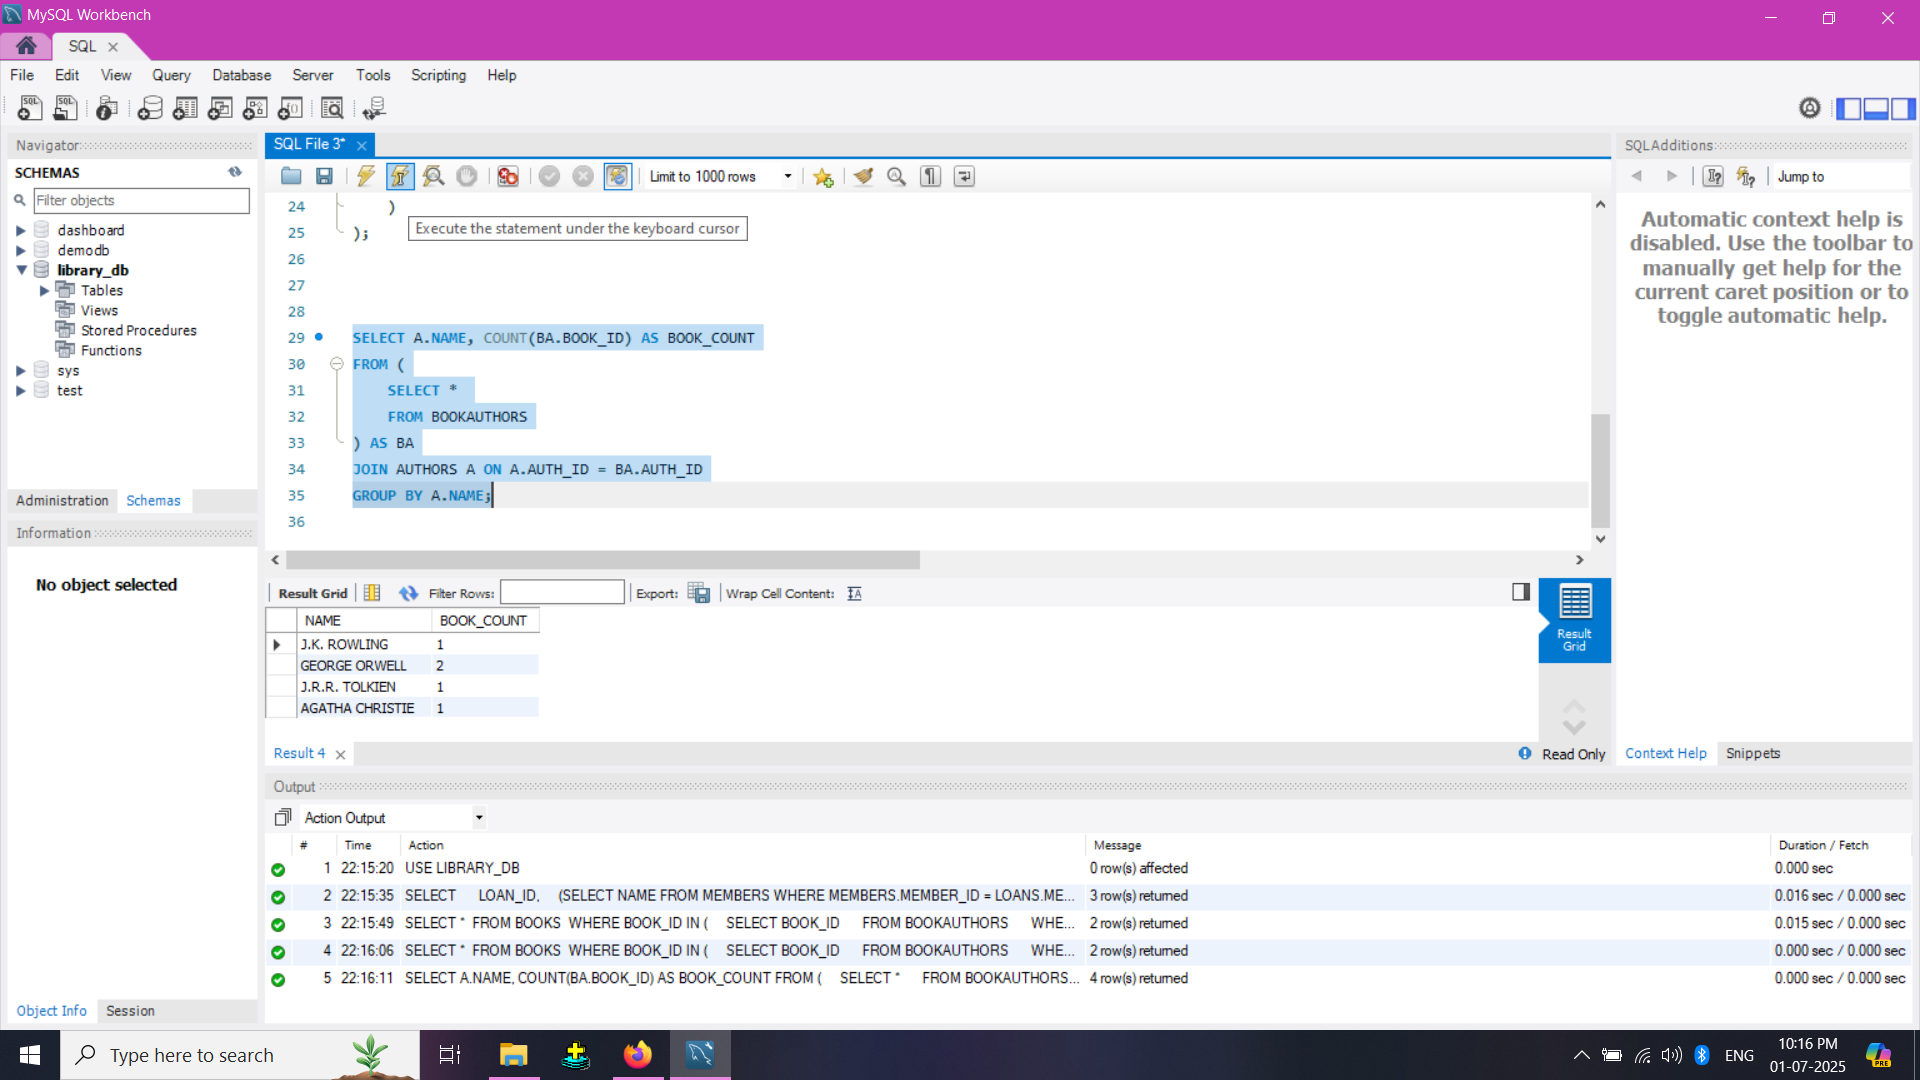 MySQL Workbench
SQL
File Edit View Query Database Server Tools Scripting Help
Navigator
SCHEMAS
Filter objects
dashboard
demodb
library_db
Tables
Views
Stored Procedures
Functions
sys
test
Administration Schemas
Information
No object selected
Object Info Session
SQL File 3*
Limit to 1000 rows
24 )
25 );
Execute the statement under the keyboard cursor
26
27
28
29 SELECT A.NAME, COUNT(BA.BOOK_ID) AS BOOK_COUNT
30 FROM (
31 SELECT *
32 FROM BOOKAUTHORS
33 ) AS BA
34 JOIN AUTHORS A ON A.AUTH_ID = BA.AUTH_ID
35 GROUP BY A.NAME;
36
Result Grid Filter Rows: Export: Wrap Cell Content:
NAME BOOK_COUNT
J.K. ROWLING 1
GEORGE ORWELL 2
J.R.R. TOLKIEN 1
AGATHA CHRISTIE 1
Result Grid
Result 4
Read Only
SQLAdditions
Jump to
Automatic context help is
disabled. Use the toolbar to
manually get help for the
current caret position or to
toggle automatic help.
Context Help Snippets
Output
Action Output
# Time Action Message Duration / Fetch
1 22:15:20 USE LIBRARY_DB 0 row(s) affected 0.000 sec
2 22:15:35 SELECT LOAN_ID, (SELECT NAME FROM MEMBERS WHERE MEMBERS.MEMBER_ID = LOANS.ME... 3 row(s) returned 0.016 sec / 0.000 sec
3 22:15:49 SELECT * FROM BOOKS WHERE BOOK_ID IN ( SELECT BOOK_ID FROM BOOKAUTHORS WHE... 2 row(s) returned 0.015 sec / 0.000 sec
4 22:16:06 SELECT * FROM BOOKS WHERE BOOK_ID IN ( SELECT BOOK_ID FROM BOOKAUTHORS WHE... 2 row(s) returned 0.000 sec / 0.000 sec
5 22:16:11 SELECT A.NAME, COUNT(BA.BOOK_ID) AS BOOK_COUNT FROM ( SELECT * FROM BOOKAUTHORS... 4 row(s) returned 0.000 sec / 0.000 sec
Type here to search
ENG
10:16 PM
01-07-2025
PRE